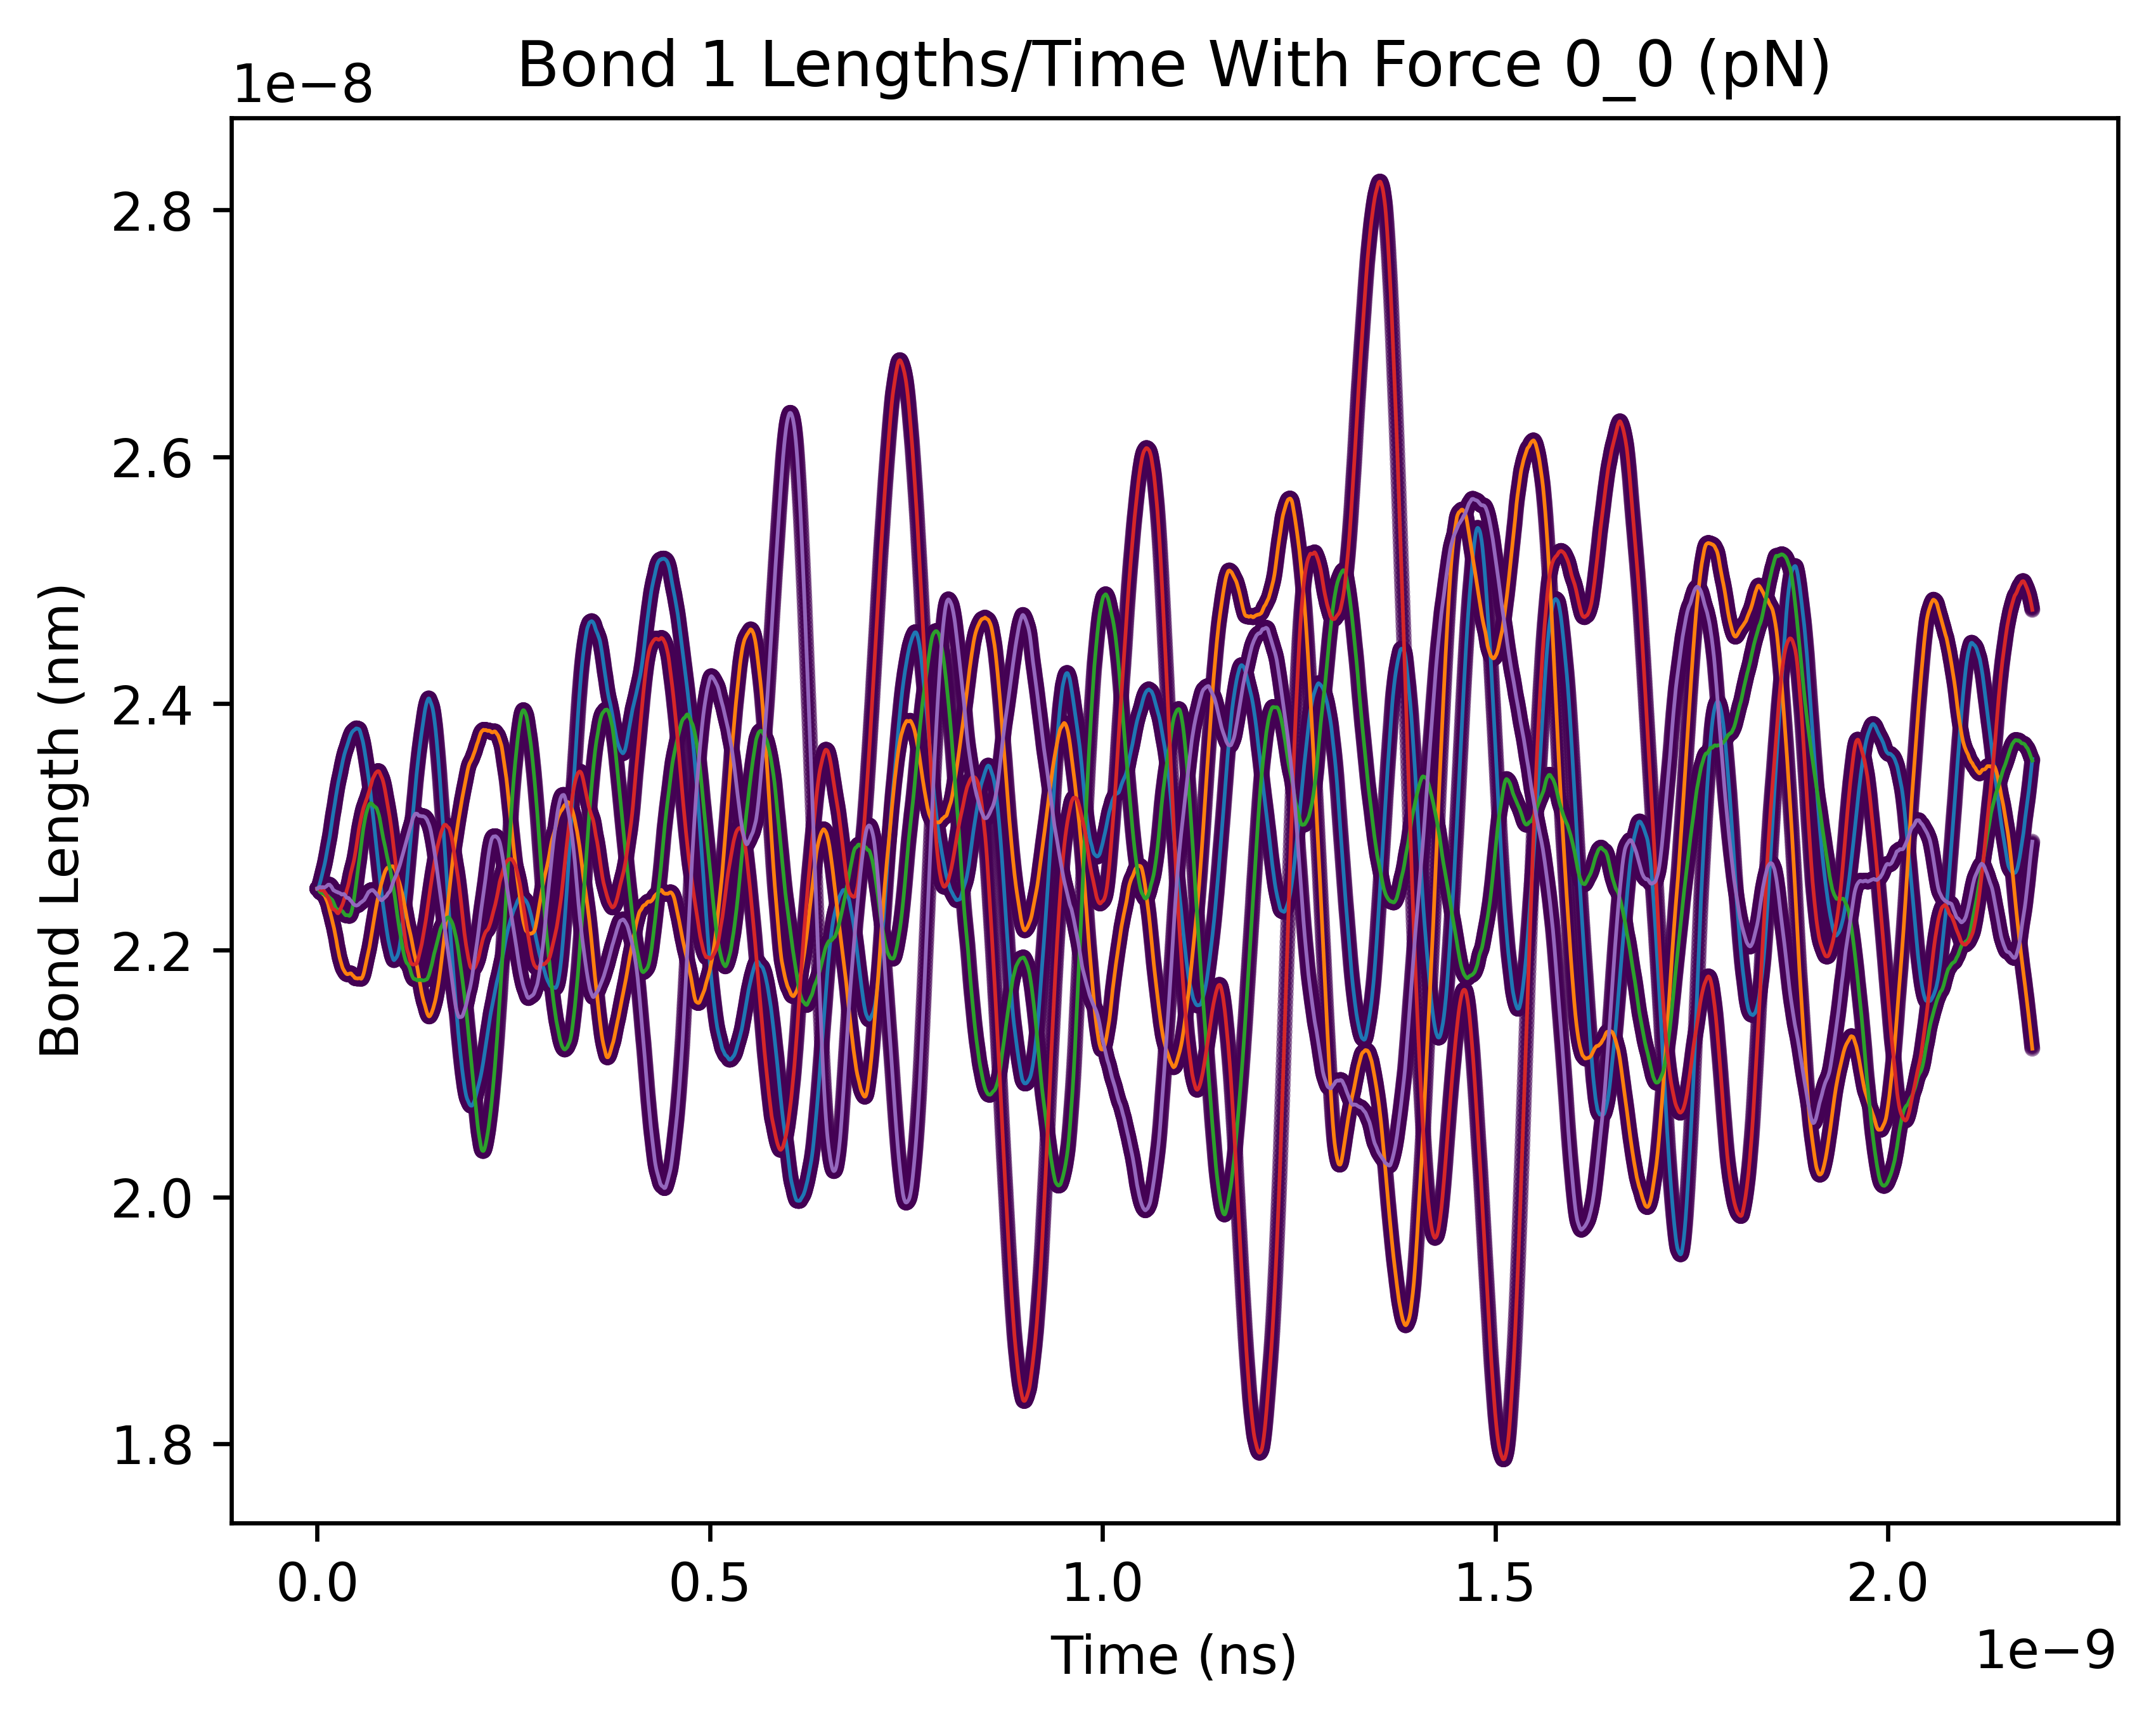 Bond 1 Lengths/Time With Force 0_0 (pN)
1e−8
2.8
2.6
2.4
2.2
2.0
1.8
Bond Length (nm)
0.0 0.5 1.0 1.5 2.0
Time (ns)
1e−9